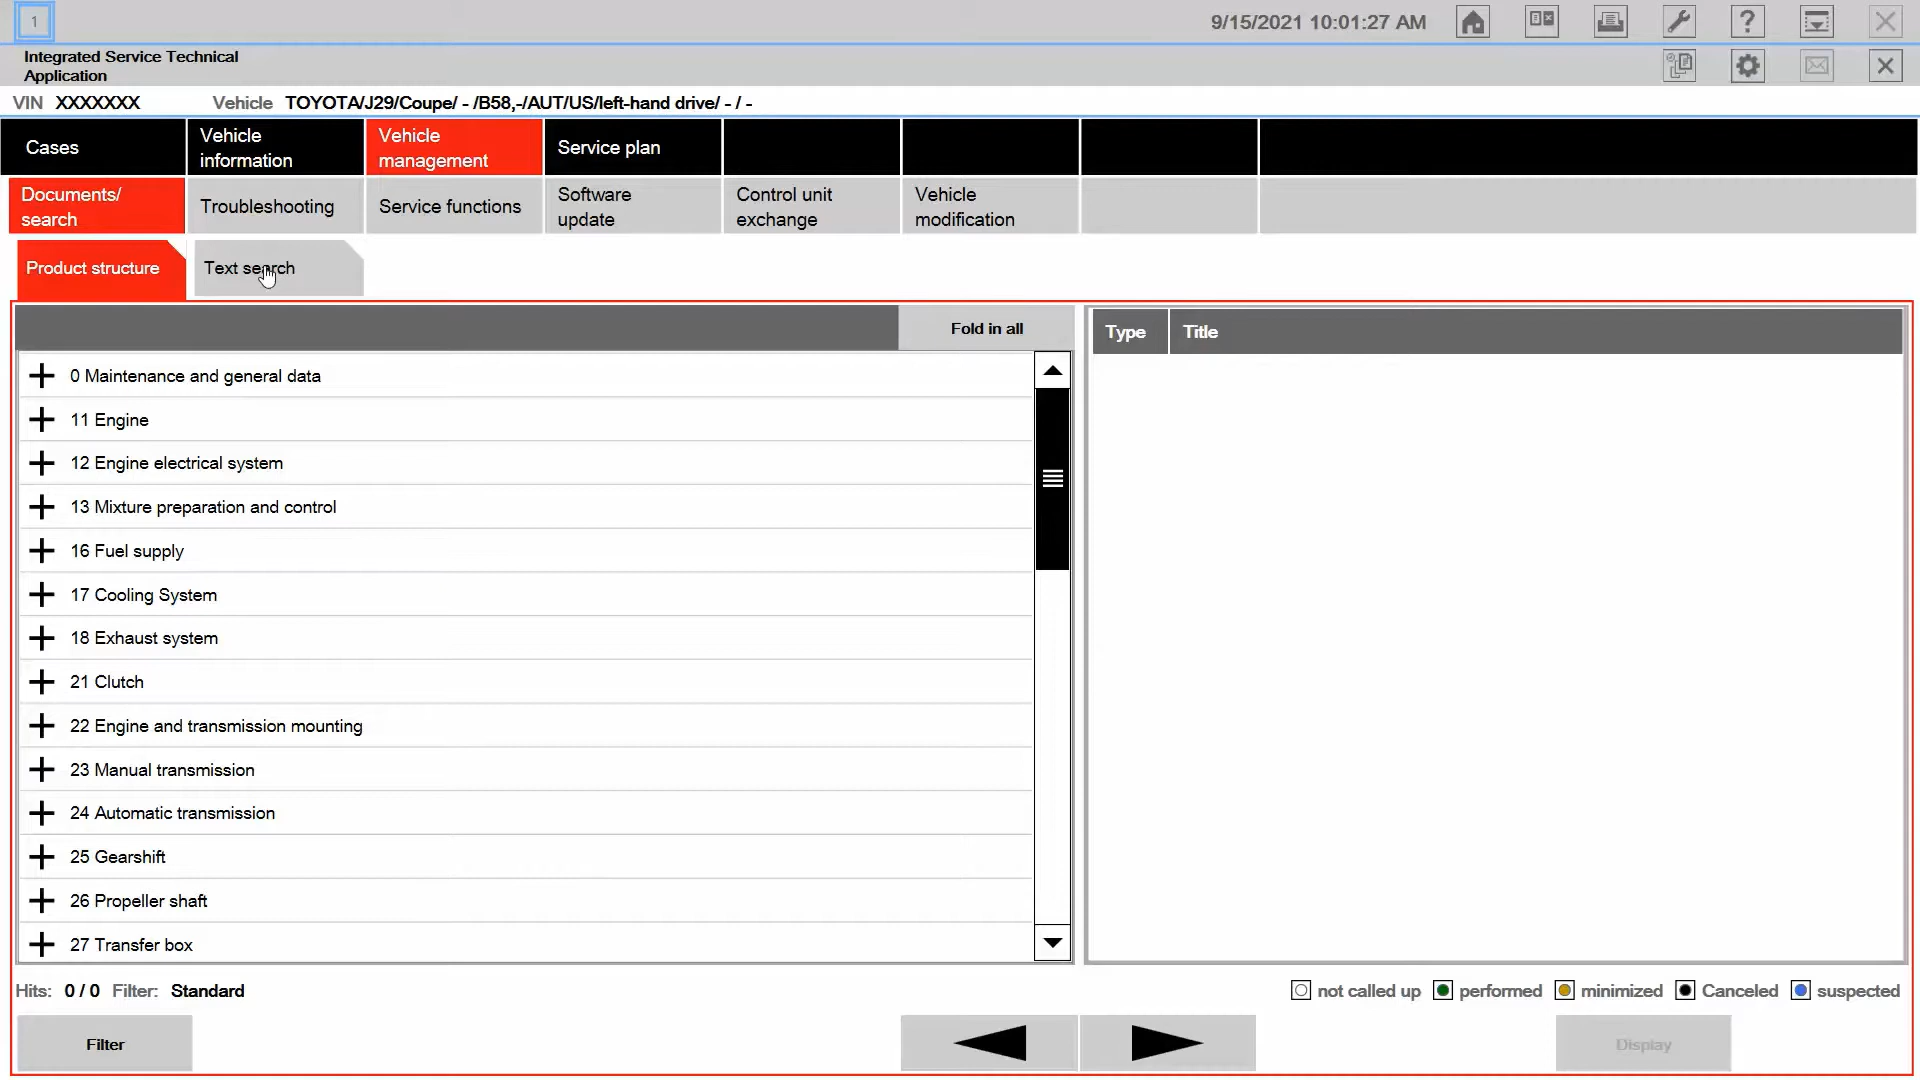 1
9/15/2021 10:01:27 AM
?
Integrated Service Technical
Application
VIN XXXXXXX Vehicle TOYOTA/J29/Coupe/ - /B58,-/AUT/US/left-hand drive/ - / -
Cases
Vehicle
information
Vehicle
management
Service plan
Documents/
search
Troubleshooting
Service functions
Software
update
Control unit
exchange
Vehicle
modification
Product structure
Text search
Fold in all
0 Maintenance and general data
11 Engine
12 Engine electrical system
13 Mixture preparation and control
16 Fuel supply
17 Cooling System
18 Exhaust system
21 Clutch
22 Engine and transmission mounting
23 Manual transmission
24 Automatic transmission
25 Gearshift
26 Propeller shaft
27 Transfer box
Type Title
Hits: 0 / 0 Filter: Standard
not called up performed minimized Canceled suspected
Filter
Display